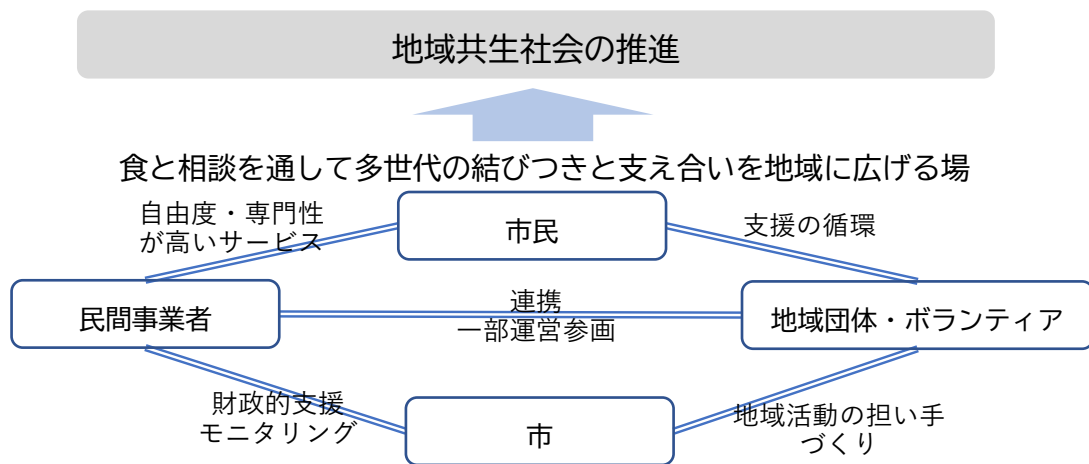 地域共生社会の推進
食と相談を通して多世代の結びつきと支え合いを地域に広げる場
自由度・専門性
が高いサービス
市民
支援の循環
民間事業者
連携
一部運営参画
地域団体・ボランティア
財政的支援
モニタリング
市
地域活動の担い手
づくり